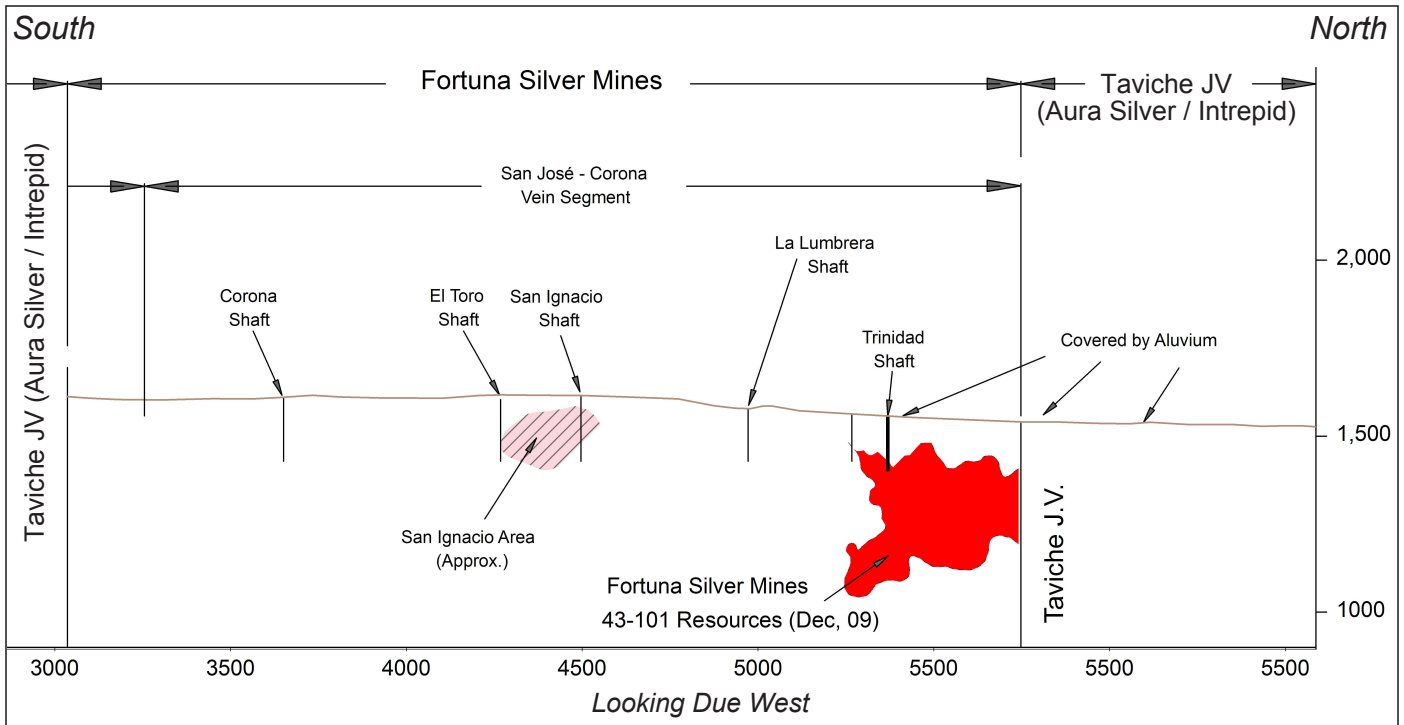 South
North
Fortuna Silver Mines
Taviche JV
(Aura Silver / Intrepid)
Taviche JV (Aura Silver / Intrepid)
San José - Corona
Vein Segment
La Lumbrera
Shaft
2,000
Corona
Shaft
El Toro
Shaft
San Ignacio
Shaft
Trinidad
Shaft
Covered by Aluvium
1,500
San Ignacio Area
(Approx.)
Taviche J.V.
Fortuna Silver Mines
43-101 Resources (Dec, 09)
1000
3000 3500 4000 4500 5000 5500 5500 5500
Looking Due West